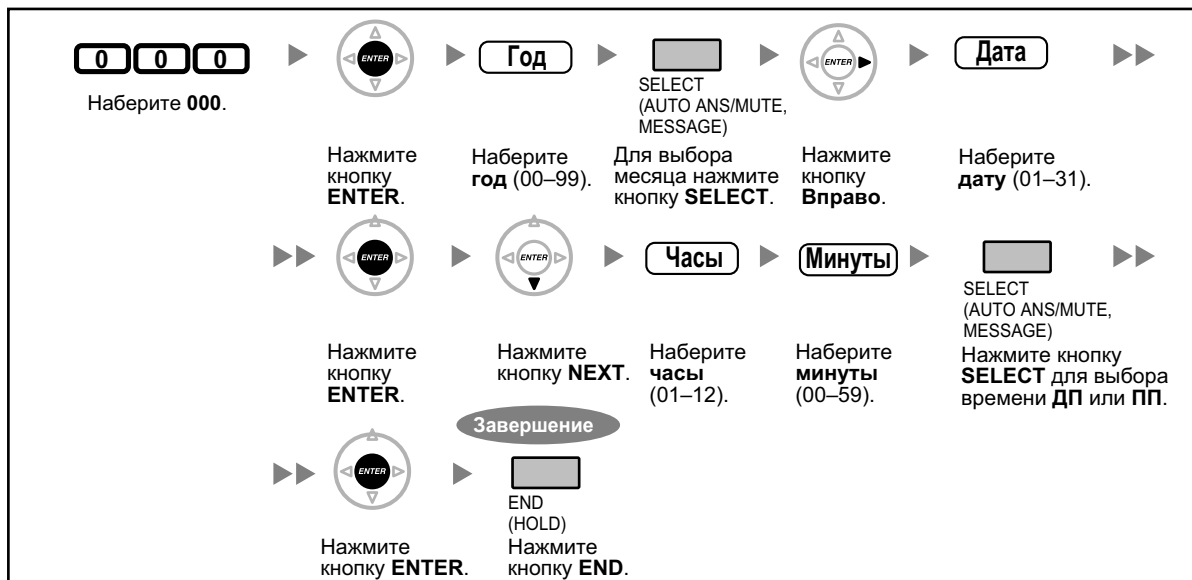 0 0 0
ENTER
Год
ENTER
Дата
Наберите 000.
SELECT
(AUTO ANS/MUTE,
MESSAGE)
Нажмите
кнопку
ENTER.
Наберите
год (00–99).
Для выбора
месяца нажмите
кнопку SELECT.
Нажмите
кнопку
Вправо.
Наберите
дату (01–31).
ENTER
ENTER
Часы
Минуты
SELECT
(AUTO ANS/MUTE,
MESSAGE)
Нажмите
кнопку
ENTER.
Нажмите
кнопку NEXT.
Наберите
часы
(01–12).
Наберите
минуты
(00–59).
Нажмите кнопку
SELECT для выбора
времени ДП или ПП.
Завершение
ENTER
END
(HOLD)
Нажмите
кнопку ENTER.
Нажмите
кнопку END.